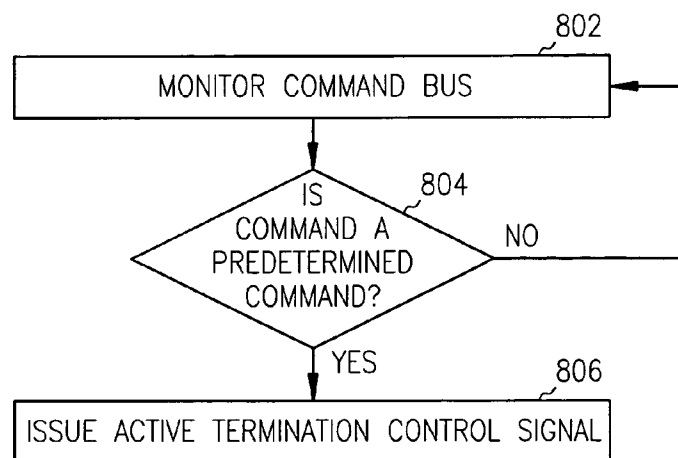 802
MONITOR COMMAND BUS
804
IS
COMMAND A
PREDETERMINED
COMMAND?
NO
YES
806
ISSUE ACTIVE TERMINATION CONTROL SIGNAL